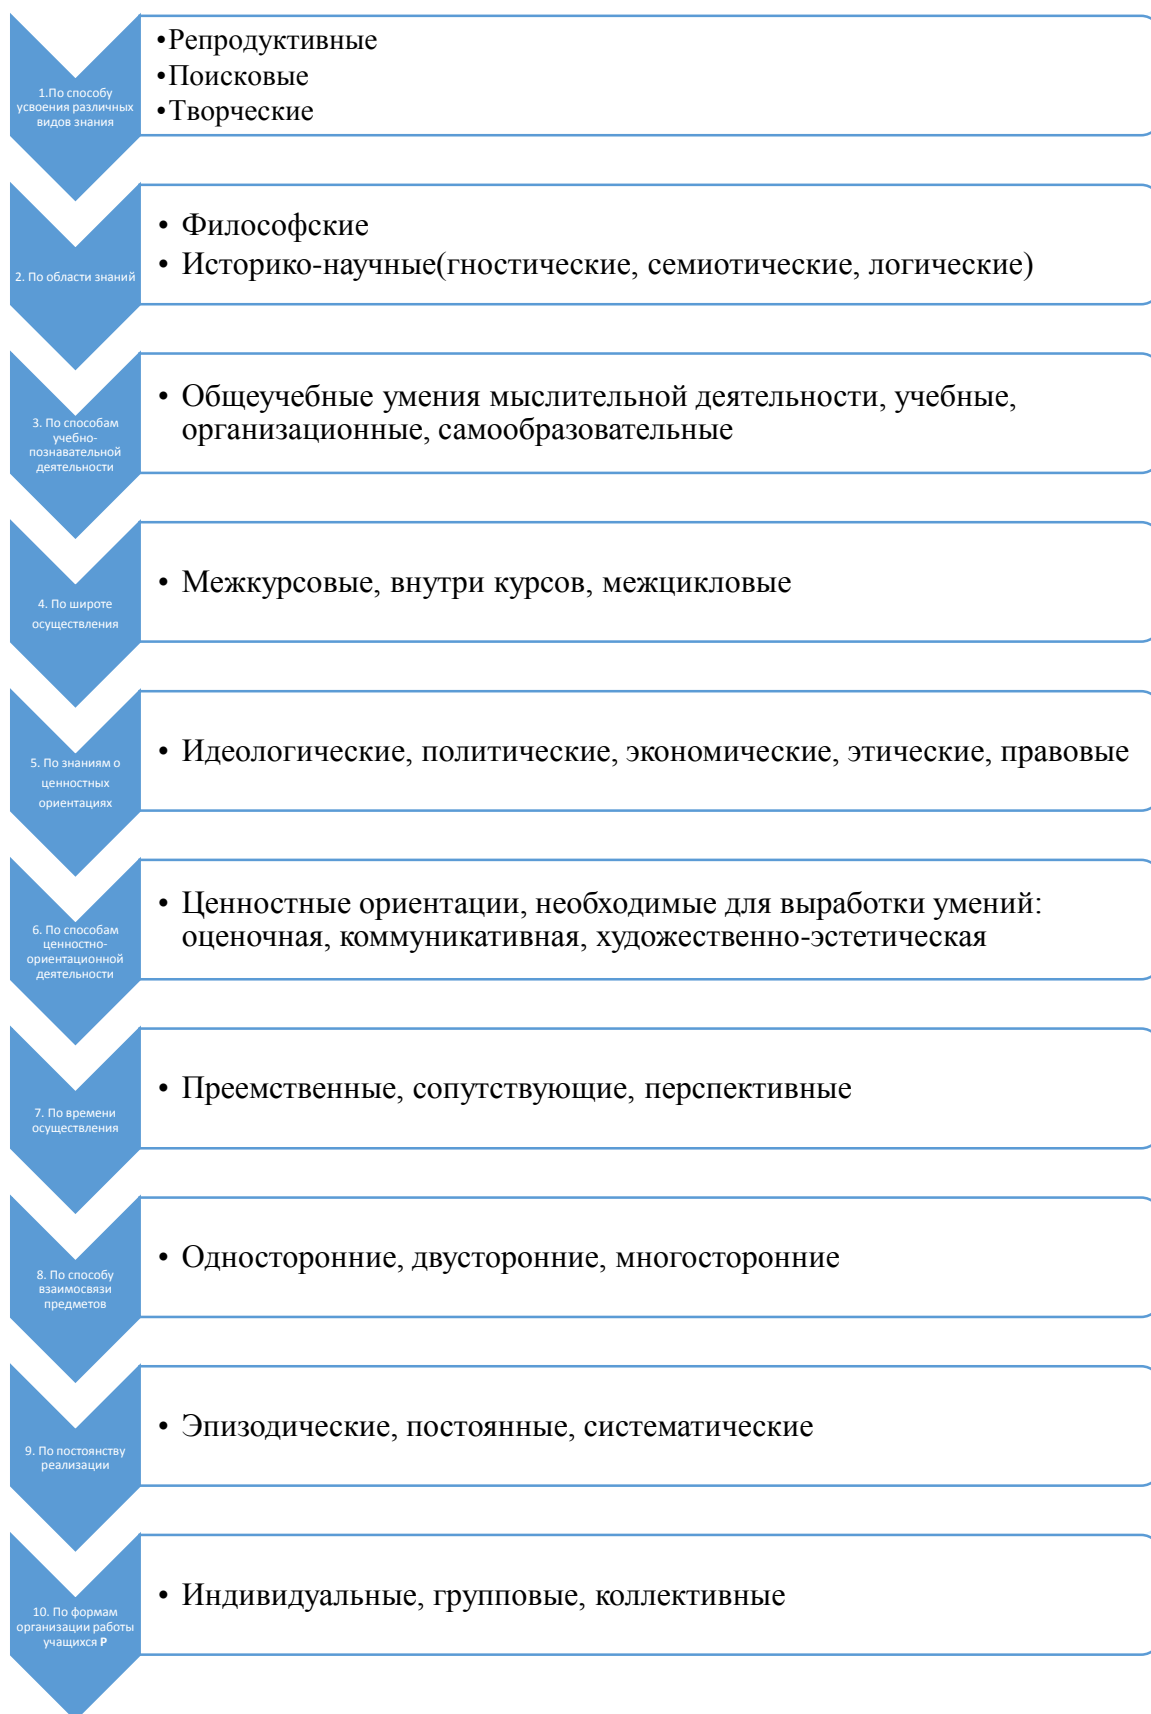 1.По способу
усвоения различных
видов знания
•Репродуктивные
•Поисковые
•Творческие
2. По области знаний
• Философские
• Историко-научные(гностические, семиотические, логические)
3. По способам
учебно-
познавательной
деятельности
• Общеучебные умения мыслительной деятельности, учебные,
организационные, самообразовательные
4. По широте
осуществления
• Межкурсовые, внутри курсов, межцикловые
5. По знаниям о
ценностных
ориентациях
• Идеологические, политические, экономические, этические, правовые
6. По способам
ценностно-
ориентационной
деятельности
• Ценностные ориентации, необходимые для выработки умений:
оценочная, коммуникативная, художественно-
эстетическая
7. По времени
осуществления
• Преемственные, сопутствующие, перспективные
8. По способу
взаимосвязи
предметов
• Односторонние, двусторонние, многосторонние
9. По постоянству
реализации
• Эпизодические, постоянные, систематические
10. По формам
организации работы
учащихся Р
• Индивидуальные, групповые, коллективные